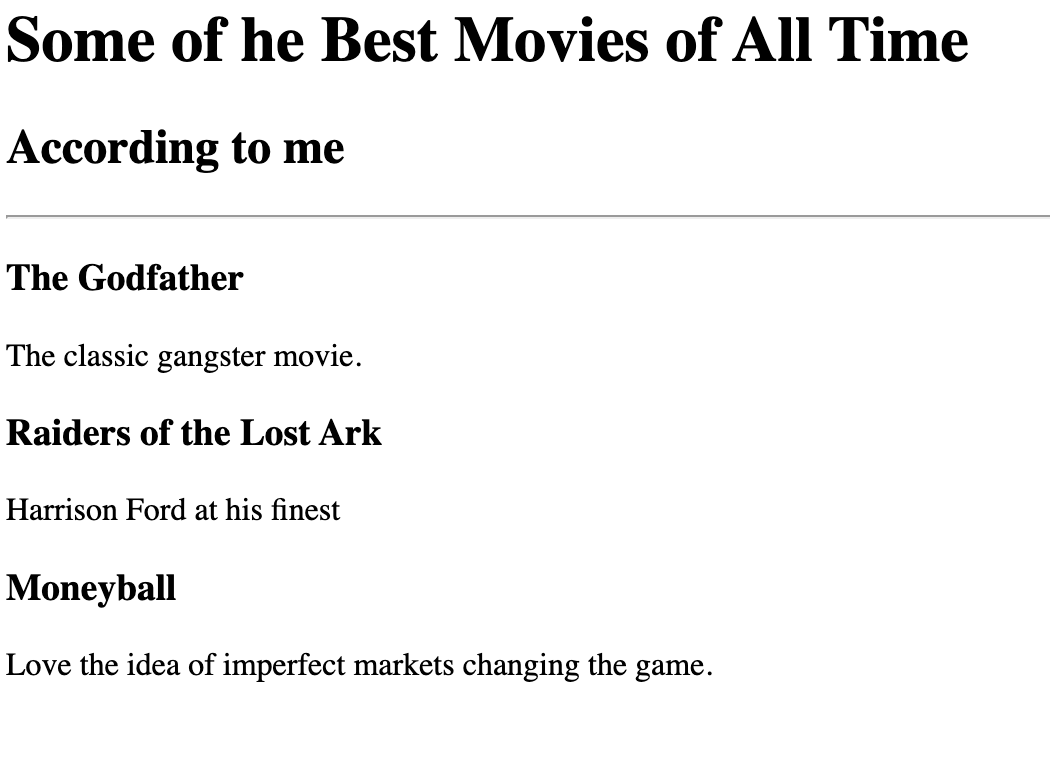 Some of he Best Movies of All Time
According to me
The Godfather
The classic gangster movie.
Raiders of the Lost Ark
Harrison Ford at his finest
Moneyball
Love the idea of imperfect markets changing the game.